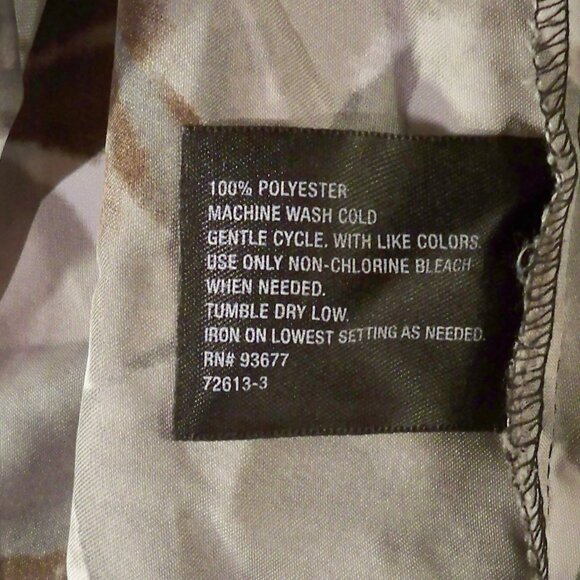 100% POLYESTER
MACHINE WASH COLD
GENTLE CYCLE. WITH LIKE COLORS.
USE ONLY NON-CHLORINE BLEACH
WHEN NEEDED.
TUMBLE DRY LOW.
IRON ON LOWEST SETTING AS NEEDED.
RN# 93677
72613-3